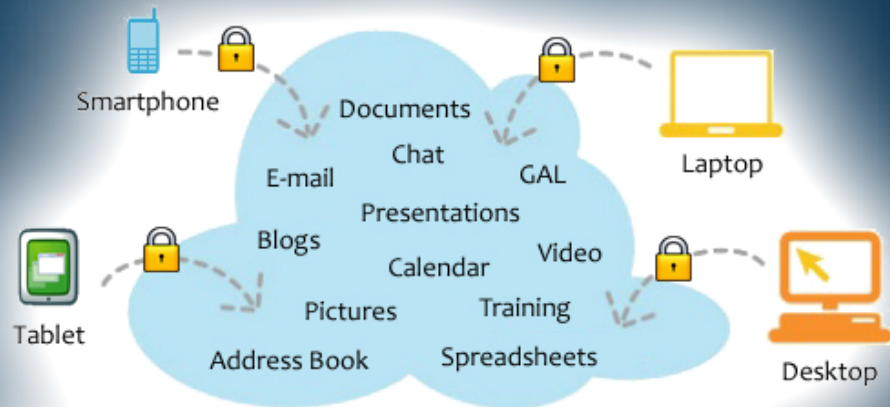 Smartphone
Documents
Chat
E-mail
GAL
Laptop
Presentations
Blogs
Video
Calendar
Tablet
Pictures
Training
Address Book
Spreadsheets
Desktop